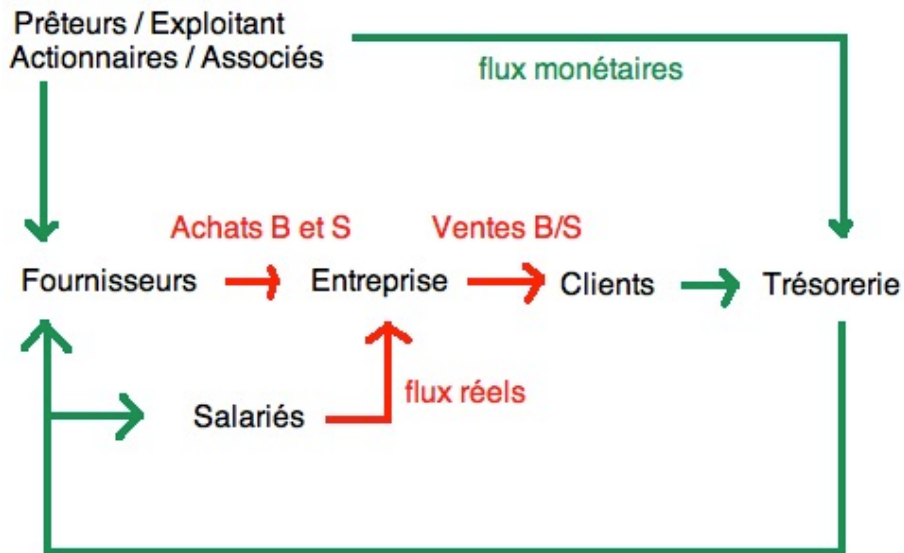 Prêteurs / Exploitant
Actionnaires / Associés
flux monétaires
Achats B et S
Ventes B/S
Fournisseurs
Entreprise
Clients
Trésorerie
flux réels
Salariés